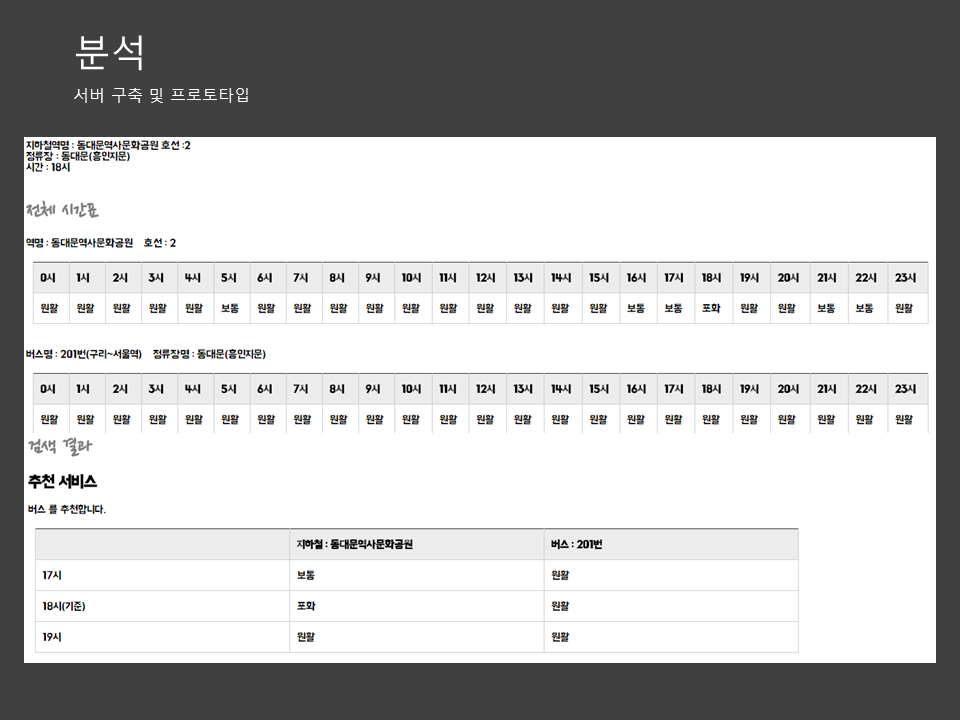 분석
서버 구축 및 프로토타입
지하철역명 : 동대문역사문화공원 호선 :2
정류장 : 동대문(흥인지문)
시간 : 18시
전체 시간표
역명 : 동대문역사문화공원 호선 : 2
0시 1시 2시 3시 4시 5시 6시 7시 8시 9시 10시 11시 12시 13시 14시 15시 16시 17시 18시 19시 20시 21시 22시 23시
원활 원활 원활 원활 원활 보통 원활 원활 원활 원활 원활 원활 원활 원활 원활 원활 보통 보통 포화 원활 원활 보통 보통 원활
버스명 : 201번(구리~서울역) 정류장명 : 동대문(흥인지문)
0시 1시 2시 3시 4시 5시 6시 7시 8시 9시 10시 11시 12시 13시 14시 15시 16시 17시 18시 19시 20시 21시 22시 23시
원활 원활 원활 원활 원활 원활 원활 원활 원활 원활 원활 원활 원활 원활 원활 원활 원활 원활 원활 원활 원활 원활 원활 원활
검색 결과
추천 서비스
버스 를 추천합니다.
지하철 : 동대문역사문화공원 버스 : 201번
17시 보통 원활
18시(기준) 포화 원활
19시 원활 원활